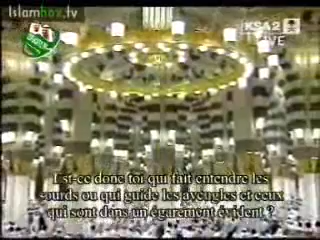 Islambox.tv
KSA2
LIVE
Est-ce donc toi qui fait entendre les
sourds ou qui guide les aveugles et ceux
qui sont dans un égarement évident ?